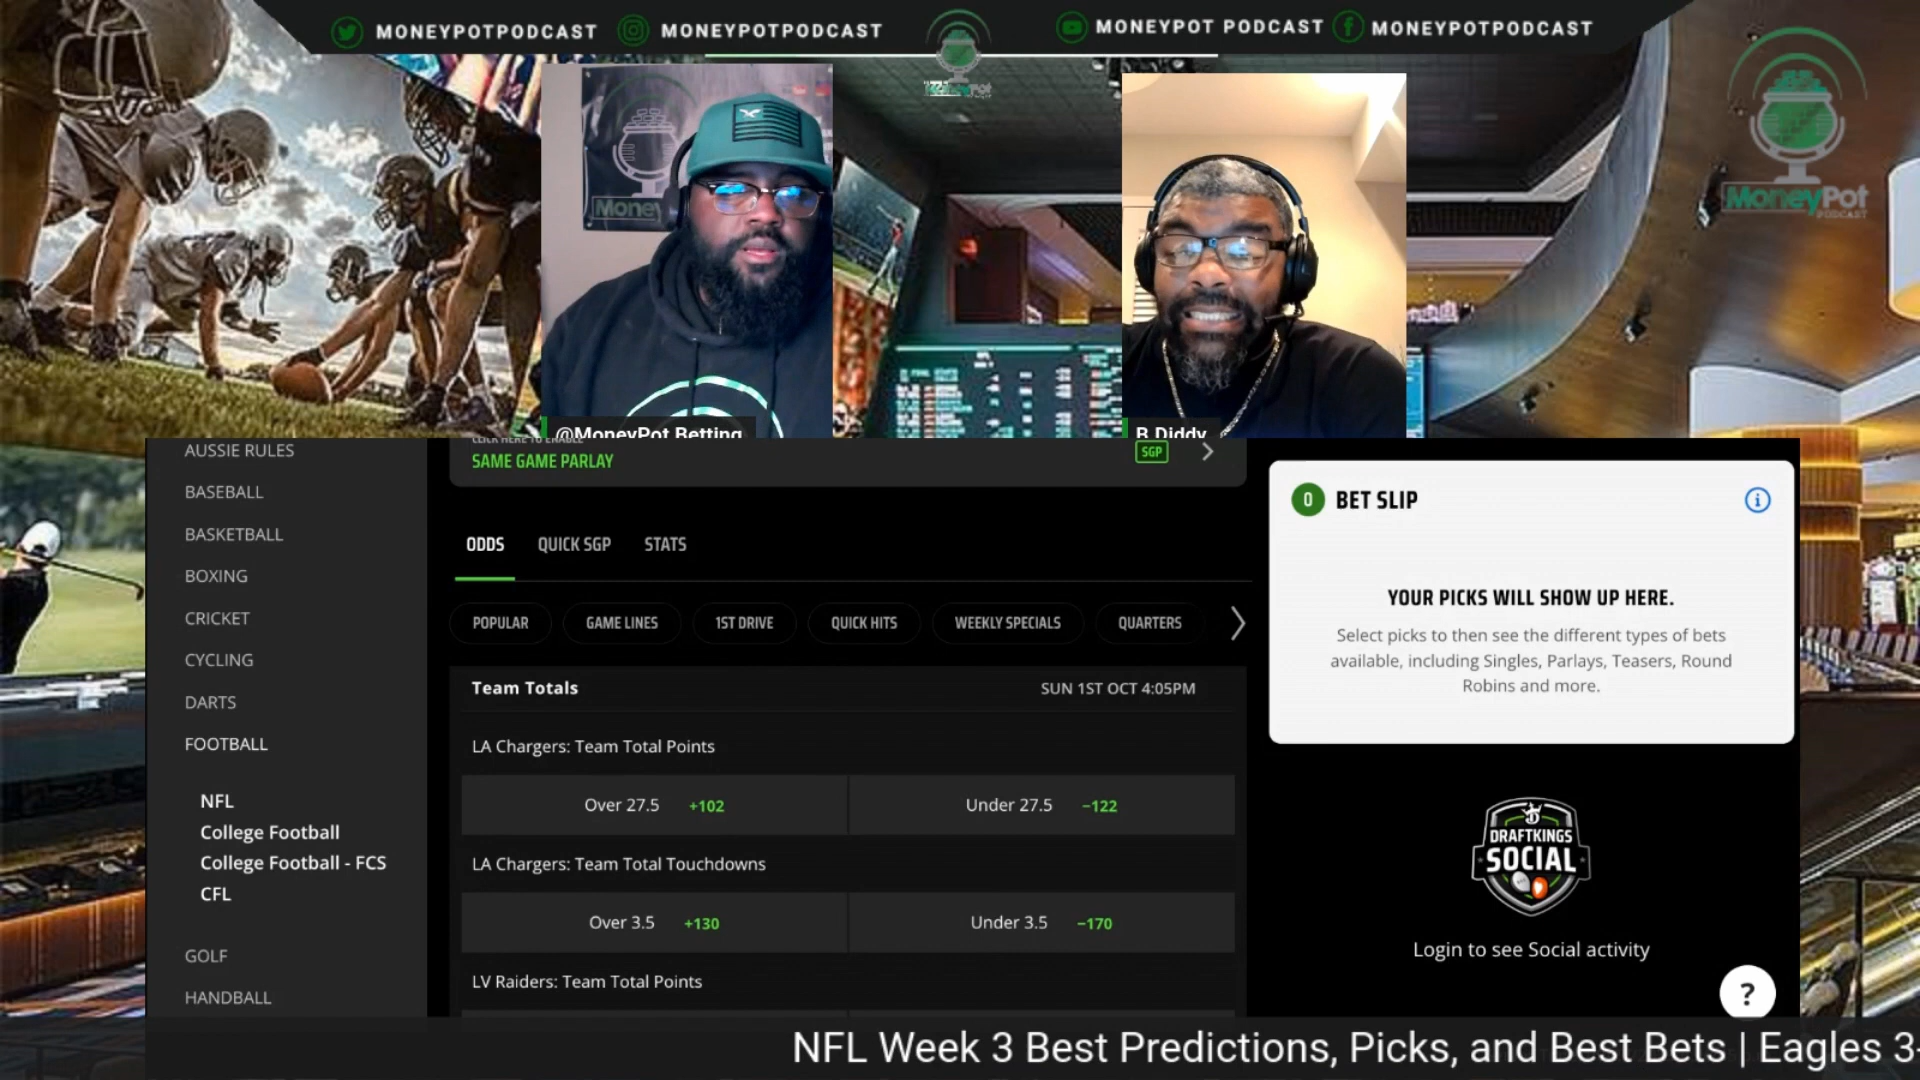 MONEYPOTPODCAST
MONEYPOTPODCAST
MONEYPOT PODCAST
MONEYPOTPODCAST
MoneyPot
PODCAST
Money
@MoneyPot Betting
B Diddy
CLICK HERE TO ENABLE
SAME GAME PARLAY
SGP
AUSSIE RULES
BASEBALL
BASKETBALL
BOXING
CRICKET
CYCLING
DARTS
FOOTBALL
NFL
College Football
College Football - FCS
CFL
GOLF
HANDBALL
ODDS QUICK SGP STATS
POPULAR GAME LINES 1ST DRIVE QUICK HITS WEEKLY SPECIALS QUARTERS
Team Totals SUN 1ST OCT 4:05PM
LA Chargers: Team Total Points
Over 27.5 +102 Under 27.5 −122
LA Chargers: Team Total Touchdowns
Over 3.5 +130 Under 3.5 −170
LV Raiders: Team Total Points
0 BET SLIP
YOUR PICKS WILL SHOW UP HERE.
Select picks to then see the different types of bets
available, including Singles, Parlays, Teasers, Round
Robins and more.
DRAFTKINGS
SOCIAL
Login to see Social activity
?
NFL Week 3 Best Predictions, Picks, and Best Bets | Eagles 3-